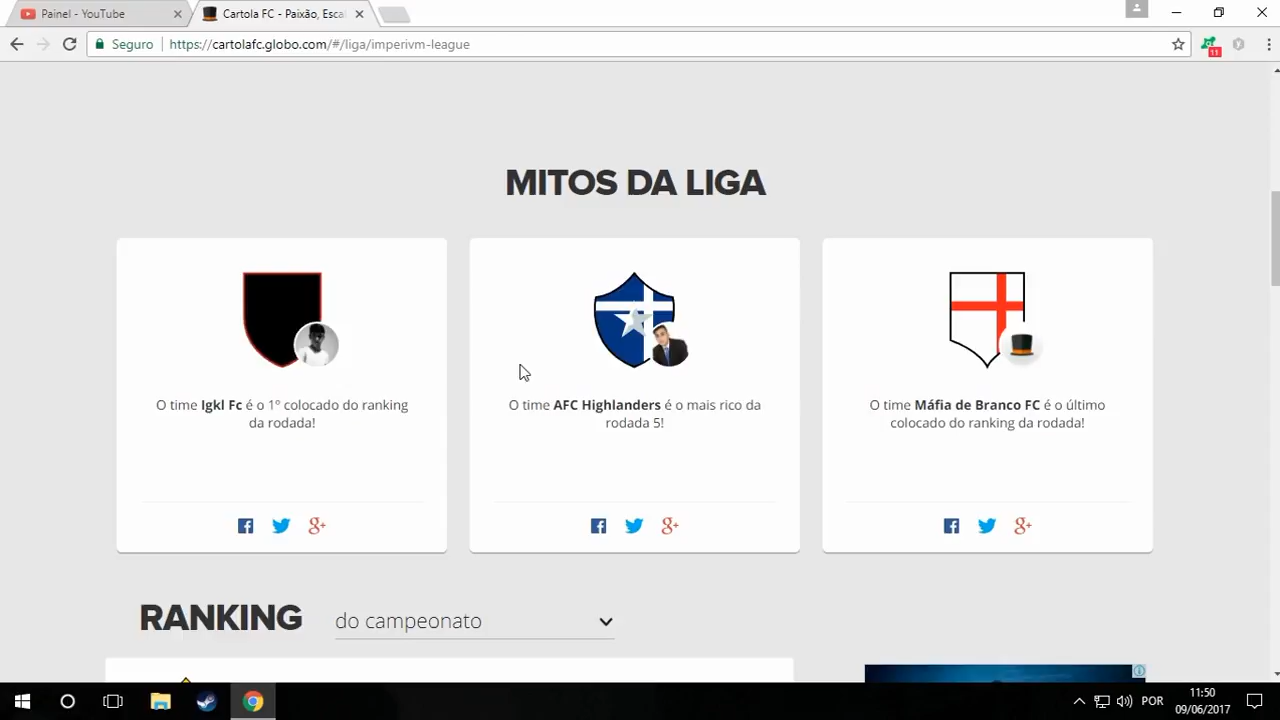 Painel - YouTube
Cartola FC - Paixão, Escal
Seguro
https://cartolafc.globo.com/#/liga/imperivm-league
11
MITOS DA LIGA
O time Igkl Fc é o 1º colocado do ranking
da rodada!
O time AFC Highlanders é o mais rico da
rodada 5!
O time Máfia de Branco FC é o último
colocado do ranking da rodada!
RANKING
do campeonato
POR
11:50
09/06/2017